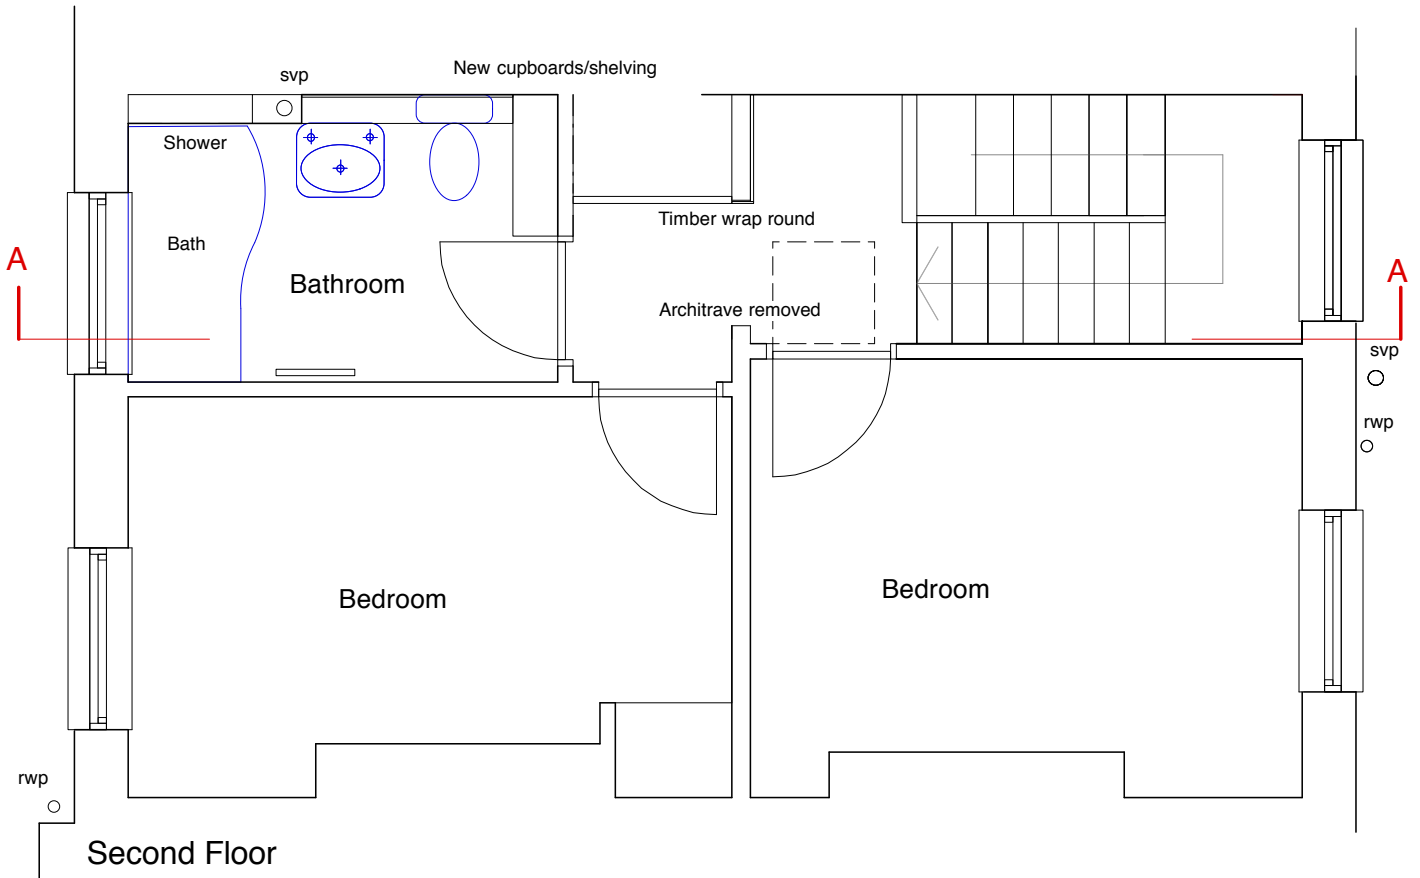 New cupboards/shelving
svp
Shower
Bath
Bathroom
Timber wrap round
Architrave removed
A
A
svp
rwp
Bedroom
Bedroom
rwp
Second Floor